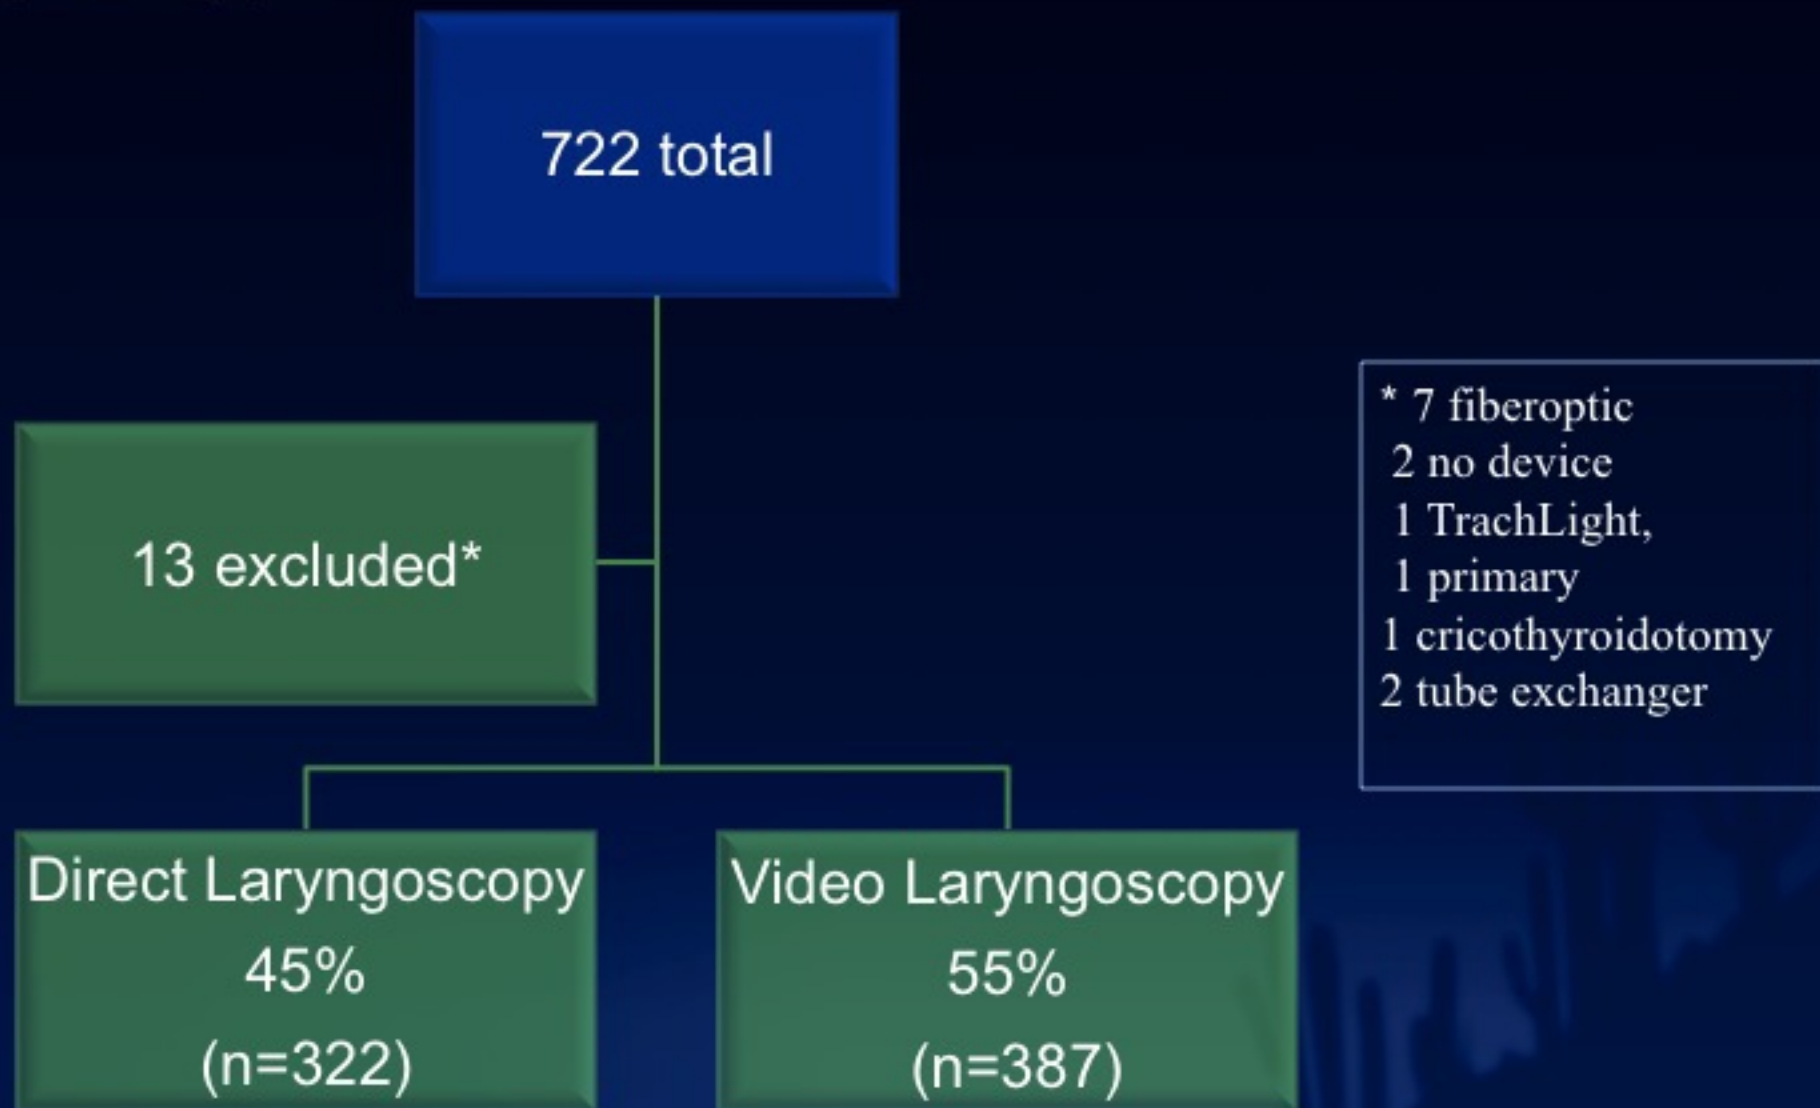 722 total
13 excluded*
* 7 fiberoptic
2 no device
1 TrachLight,
1 primary
1 cricothyroidotomy
2 tube exchanger
Direct Laryngoscopy
45%
(n=322)
Video Laryngoscopy
55%
(n=387)